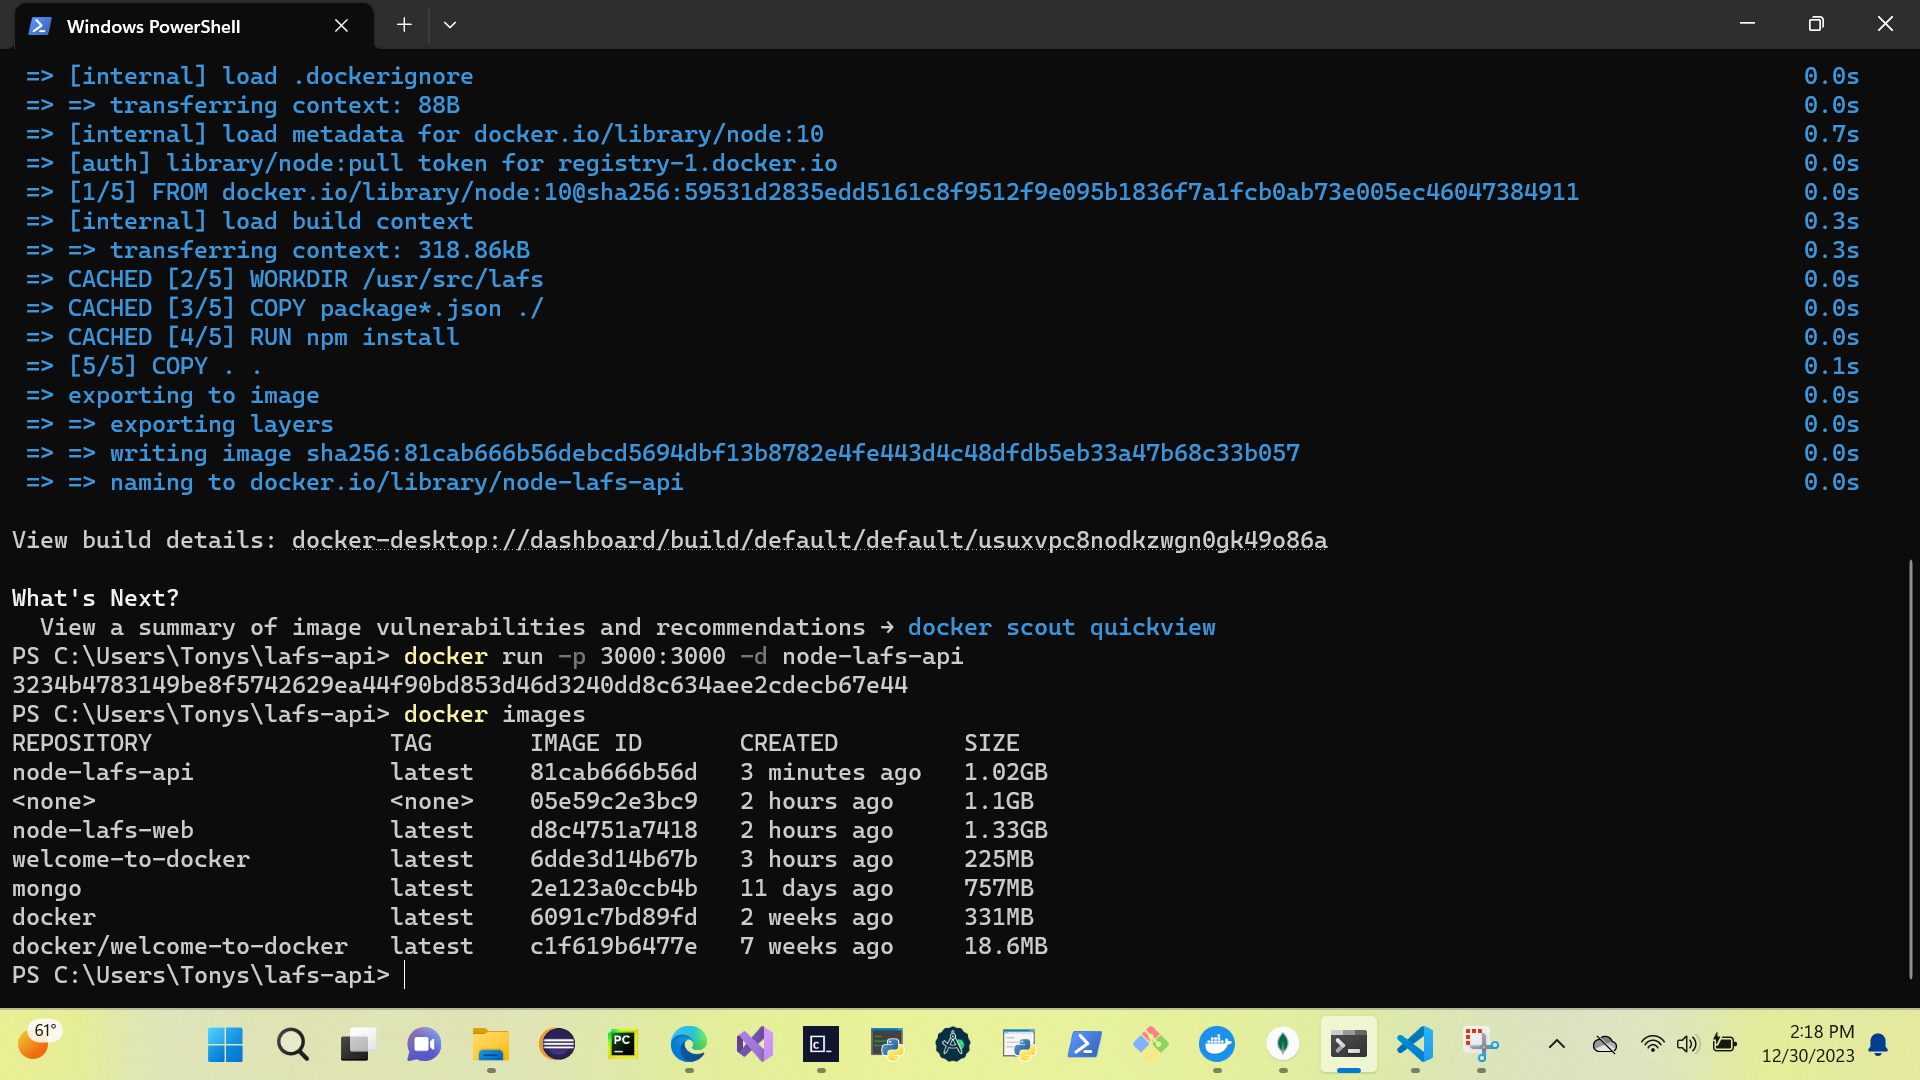 Windows PowerShell
=> [internal] load .dockerignore 0.0s
=> => transferring context: 88B 0.0s
=> [internal] load metadata for docker.io/library/node:10 0.7s
=> [auth] library/node:pull token for registry-1.docker.io 0.0s
=> [1/5] FROM docker.io/library/node:10@sha256:59531d2835edd5161c8f9512f9e095b1836f7a1fcb0ab73e005ec46047384911 0.0s
=> [internal] load build context 0.3s
=> => transferring context: 318.86kB 0.3s
=> CACHED [2/5] WORKDIR /usr/src/lafs 0.0s
=> CACHED [3/5] COPY package*.json ./ 0.0s
=> CACHED [4/5] RUN npm install 0.0s
=> [5/5] COPY . . 0.1s
=> exporting to image 0.0s
=> => exporting layers 0.0s
=> => writing image sha256:81cab666b56debcd5694dbf13b8782e4fe443d4c48dfdb5eb33a47b68c33b057 0.0s
=> => naming to docker.io/library/node-lafs-api 0.0s
View build details: docker-desktop://dashboard/build/default/default/usuxvpc8nodkzwgn0gk49o86a
What's Next?
View a summary of image vulnerabilities and recommendations → docker scout quickview
PS C:\Users\Tonys\lafs-api> docker run -p 3000:3000 -d node-lafs-api
3234b4783149be8f5742629ea44f90bd853d46d3240dd8c634aee2cdecb67e44
PS C:\Users\Tonys\lafs-api> docker images
REPOSITORY TAG IMAGE ID CREATED SIZE
node-lafs-api latest 81cab666b56d 3 minutes ago 1.02GB
<none> <none> 05e59c2e3bc9 2 hours ago 1.1GB
node-lafs-web latest d8c4751a7418 2 hours ago 1.33GB
welcome-to-docker latest 6dde3d14b67b 3 hours ago 225MB
mongo latest 2e123a0ccb4b 11 days ago 757MB
docker latest 6091c7bd89fd 2 weeks ago 331MB
docker/welcome-to-docker latest c1f619b6477e 7 weeks ago 18.6MB
PS C:\Users\Tonys\lafs-api>
61°
PC
2:18 PM
12/30/2023